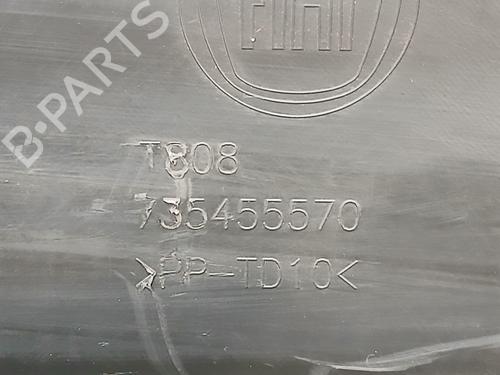 FIAT
B-PARTS
T808
735455570
>PP-TD10<